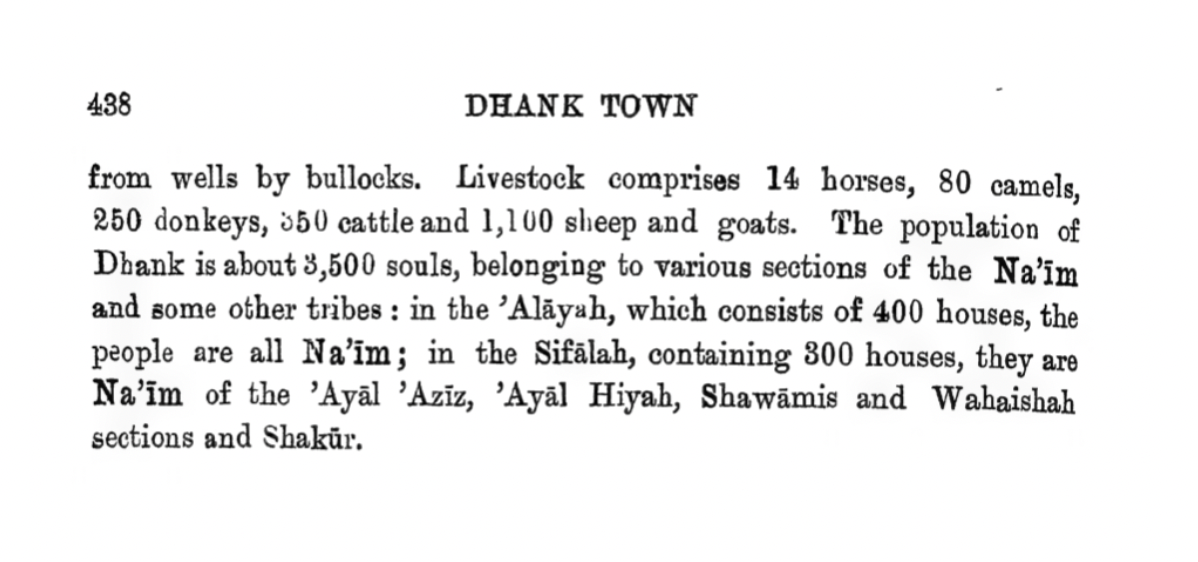 438 DHANK TOWN
from wells by bullocks. Livestock comprises 14 horses, 80 camels,
250 donkeys, 350 cattle and 1,100 sheep and goats. The population of
Dhank is about 3,500 souls, belonging to various sections of the Na’īm
and some other tribes : in the ’Alāyah, which consists of 400 houses, the
people are all Na’īm ; in the Sifālah, containing 300 houses, they are
Na’īm of the ’Ayāl ’Azīz, ’Ayāl Hiyah, Shawāmis and Wahaishah
sections and Shakūr.